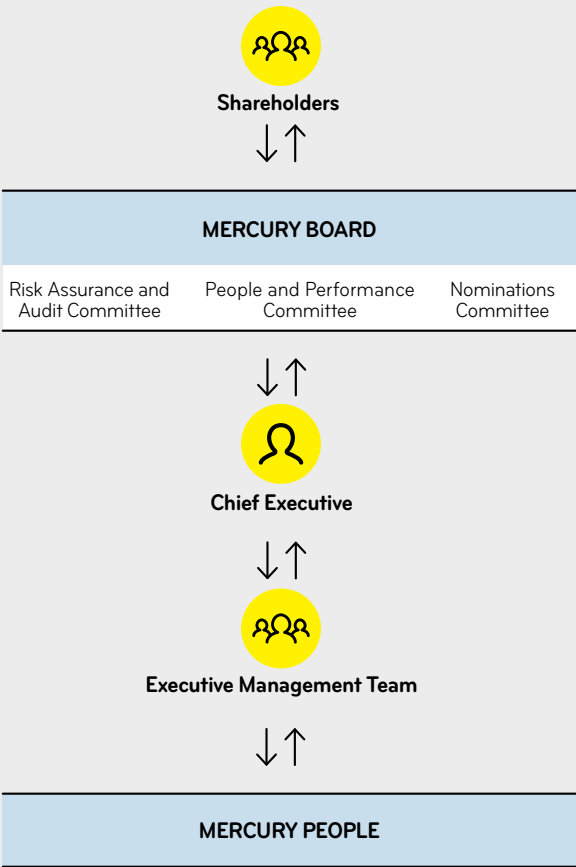 Shareholders
MERCURY BOARD
Risk Assurance and
Audit Committee
People and Performance
Committee
Nominations
Committee
Chief Executive
Executive Management Team
MERCURY PEOPLE